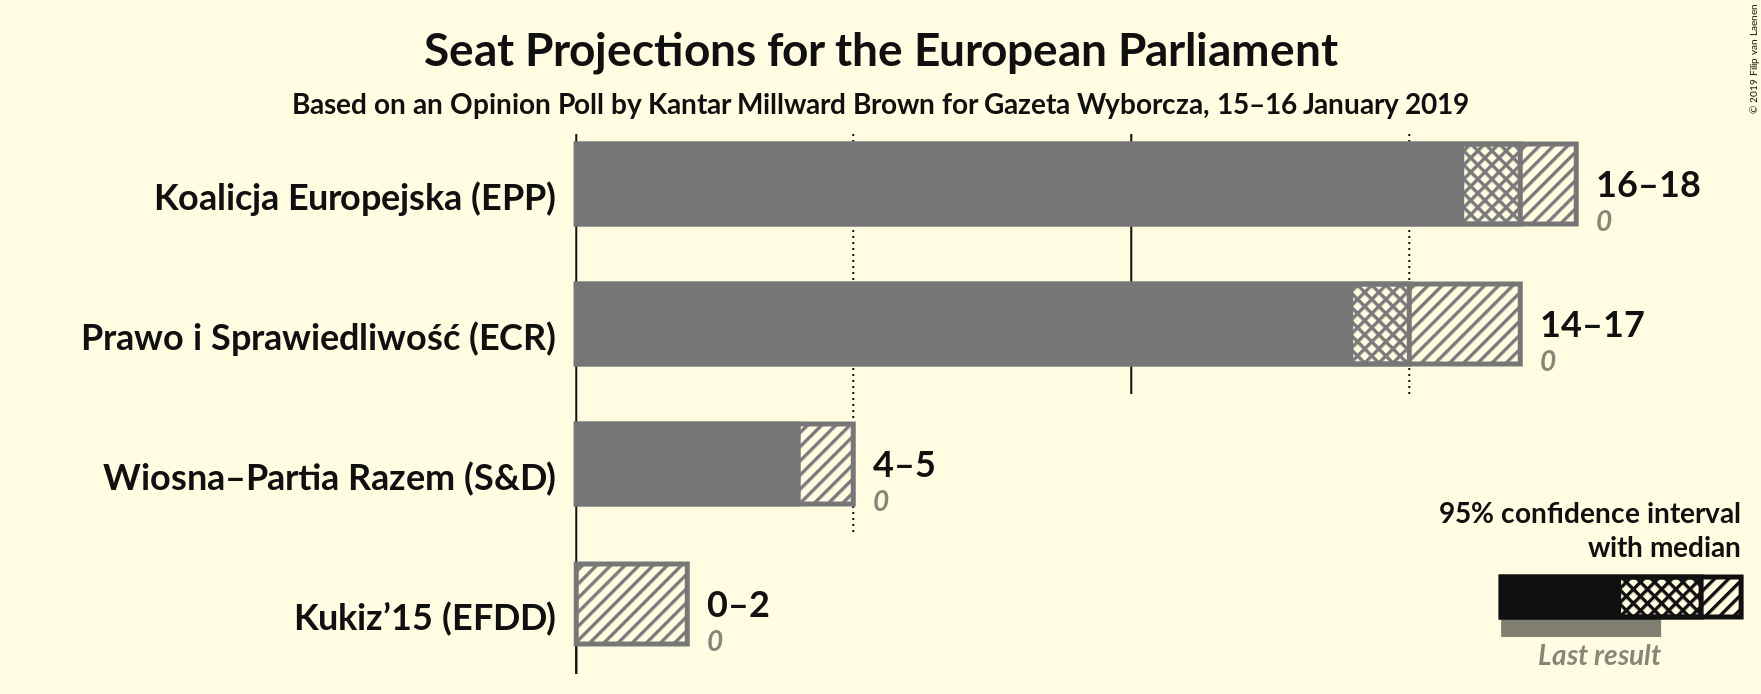 Seat Projections for the European Parliament
Based on an Opinion Poll by Kantar Millward Brown for Gazeta Wyborcza, 15–16 January 2019
© 2019 Filip van Laenen
Koalicja Europejska (EPP)
16–18
0
Prawo i Sprawiedliwość (ECR)
14–17
0
Wiosna–Partia Razem (S&D)
4–5
0
Kukiz’15 (EFDD)
0–2
0
95% confidence interval
with median
Last result